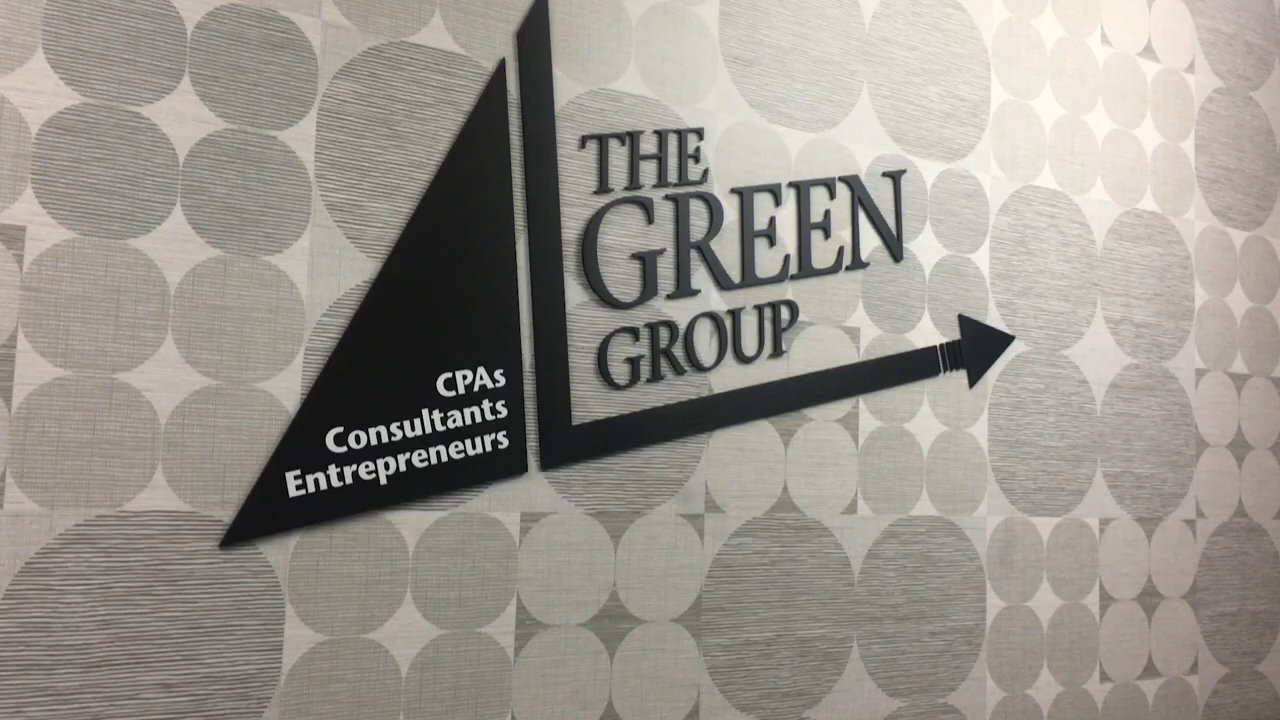 THE
GREEN
GROUP
CPAs
Consultants
Entrepreneurs